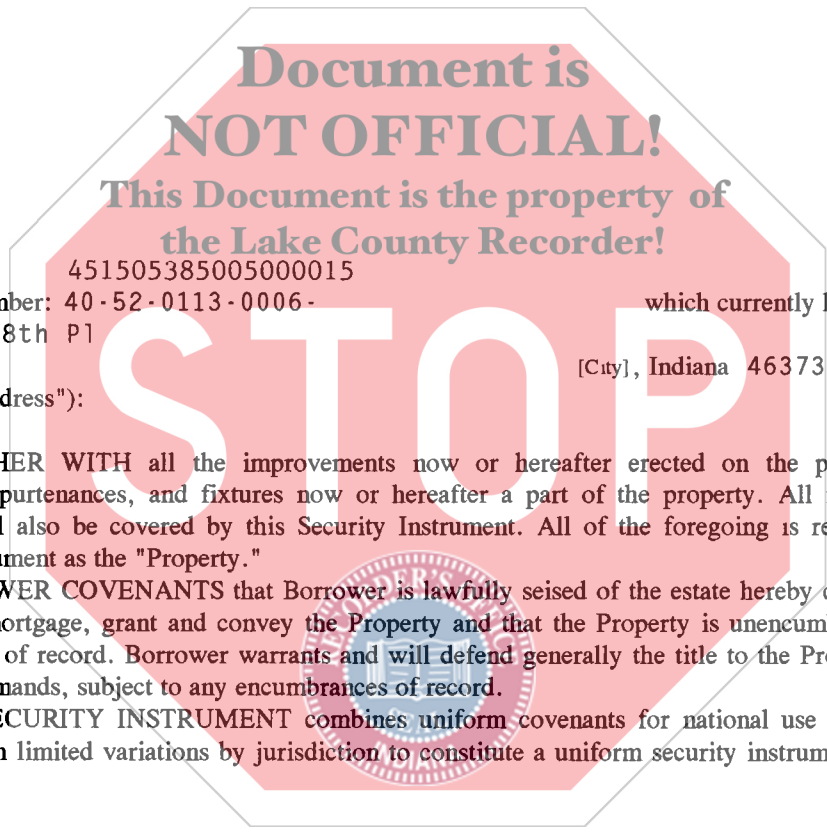 Document is
NOT OFFICIAL!
This Document is the property of
the Lake County Recorder!
451505385005000015
mber: 40-52-0113-0006- which currently
8th Pl
STOP
[City], Indiana 46373
dress"):
HER WITH all the improvements now or hereafter erected on the p
purtenances, and fixtures now or hereafter a part of the property. All
l also be covered by this Security Instrument. All of the foregoing is re
ument as the "Property."
WER COVENANTS that Borrower is lawfully seised of the estate hereby
ortgage, grant and convey the Property and that the Property is unencumb
of record. Borrower warrants and will defend generally the title to the Pro
mands, subject to any encumbrances of record.
ECURITY INSTRUMENT combines uniform covenants for national use
n limited variations by jurisdiction to constitute a uniform security instrum
RECORDER'S OFFICE
INDIANA